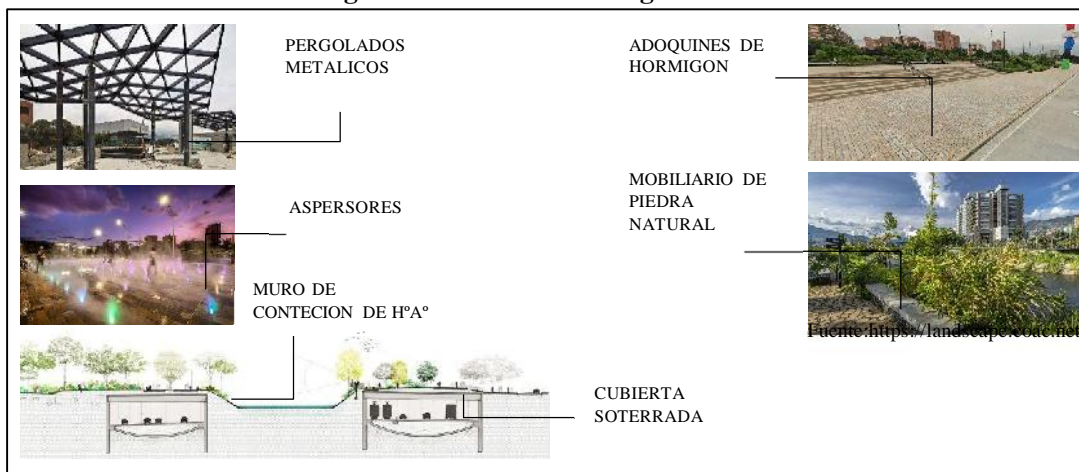 PERGOLADOS
METALICOS
ADOQUINES DE
HORMIGON
ASPERSORES
MOBILIARIO DE
PIEDRA
NATURAL
MURO DE
CONTECION DE HºAº
Fuente:https://landscape.coac.net
CUBIERTA
SOTERRADA